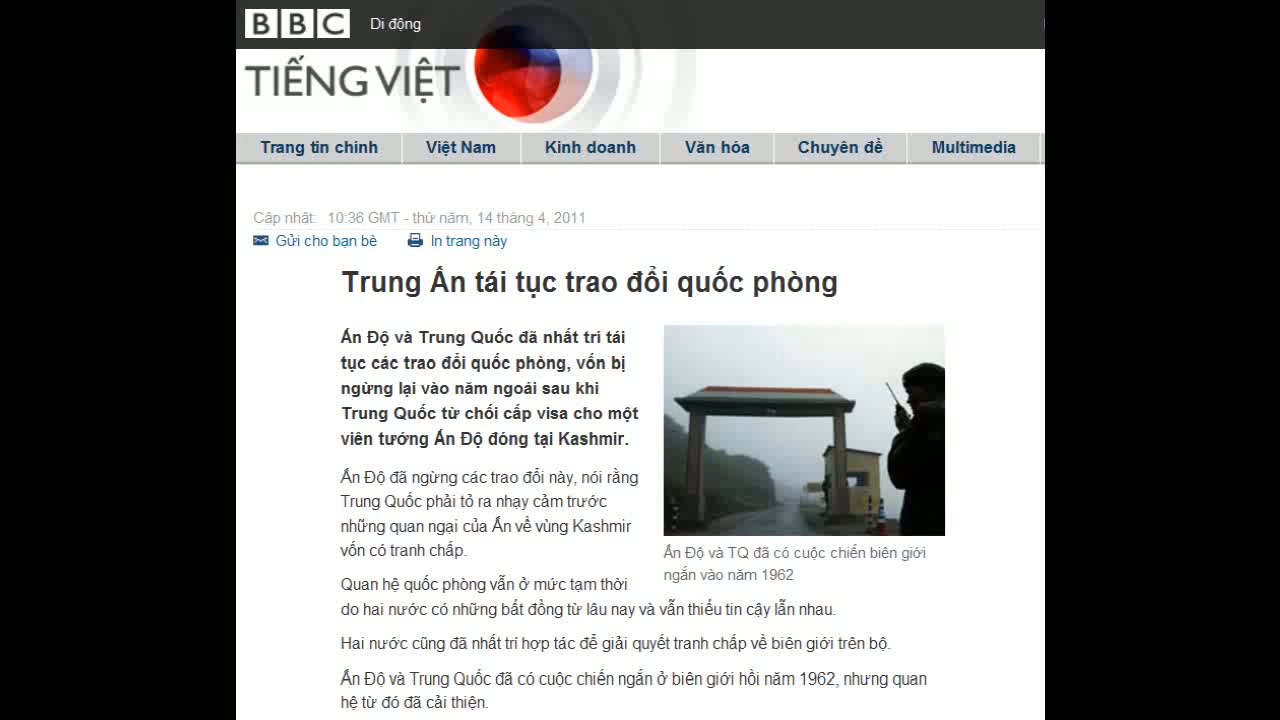 BBC Di động
TIẾNG VIỆT
Trang tin chính Việt Nam Kinh doanh Văn hóa Chuyên đề Multimedia
Cập nhật: 10:36 GMT - thứ năm, 14 tháng 4, 2011
Gửi cho bạn bè In trang này
Trung Ấn tái tục trao đổi quốc phòng
Ấn Độ và Trung Quốc đã nhất trí tái
tục các trao đổi quốc phòng, vốn bị
ngừng lại vào năm ngoái sau khi
Trung Quốc từ chối cấp visa cho một
viên tướng Ấn Độ đóng tại Kashmir.
Ấn Độ đã ngừng các trao đổi này, nói rằng
Trung Quốc phải tỏ ra nhạy cảm trước
những quan ngại của Ấn về vùng Kashmir
vốn có tranh chấp.
Ấn Độ và TQ đã có cuộc chiến biên giới
ngắn vào năm 1962
Quan hệ quốc phòng vẫn ở mức tạm thời
do hai nước có những bất đồng từ lâu nay và vẫn thiếu tin cậy lẫn nhau.
Hai nước cũng đã nhất trí hợp tác để giải quyết tranh chấp về biên giới trên bộ.
Ấn Độ và Trung Quốc đã có cuộc chiến ngắn ở biên giới hồi năm 1962, nhưng quan
hệ từ đó đã cải thiện.